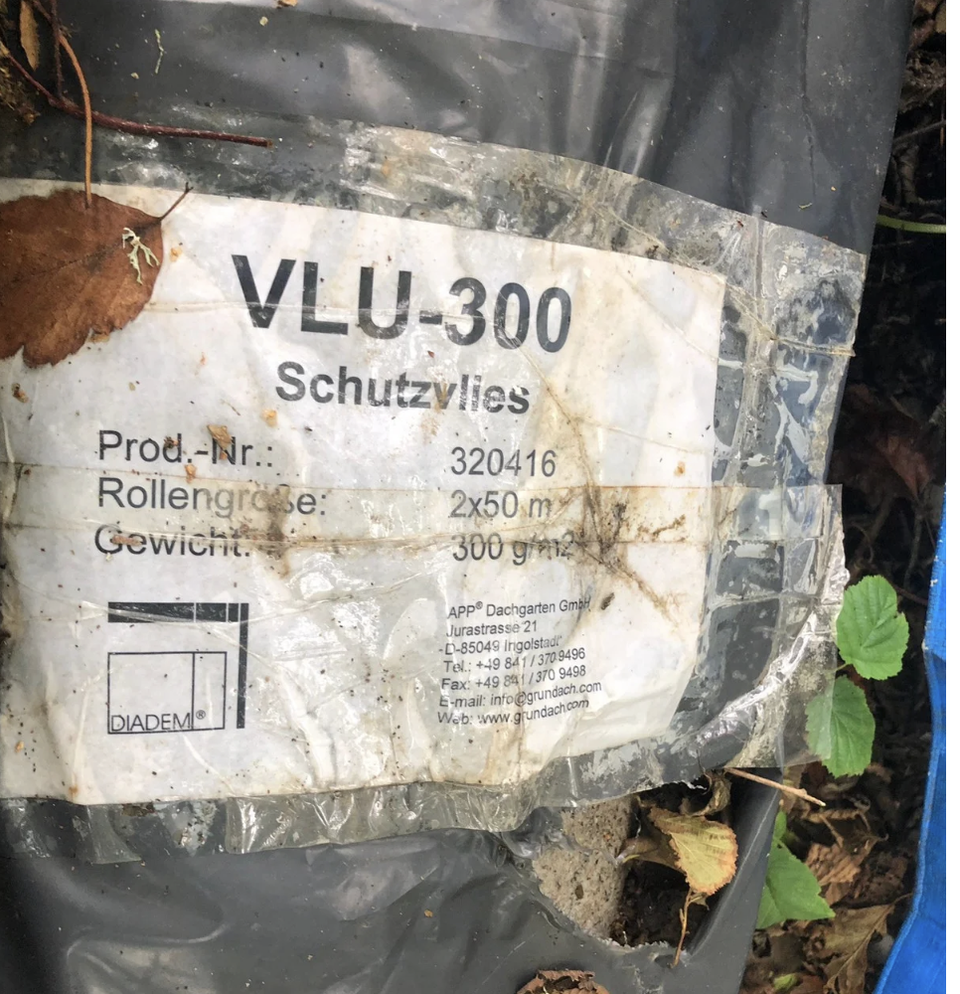 VLU-300
Schutzvlies
Prod.-Nr.: 320416
Rollengröße: 2x50 m
Gewicht: 300 g/m²
APP® Dachgarten GmbH
Jurastrasse 21
D-85049 Ingolstadt
Tel.: +49 841 / 370 9496
Fax: +49 841 / 370 9498
E-mail: info@grundach.com
Web: www.grundach.com
DIADEM®